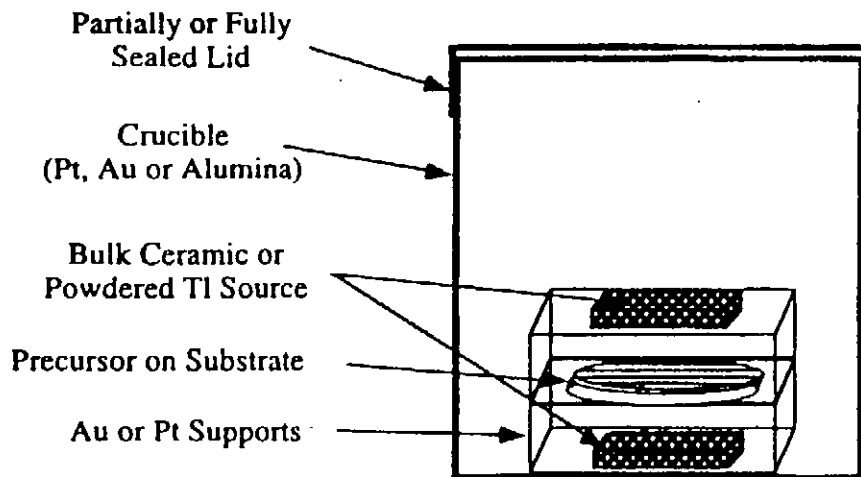 Partially or Fully
Sealed Lid
Crucible
(Pt, Au or Alumina)
Bulk Ceramic or
Powdered Tl Source
Precursor on Substrate
Au or Pt Supports